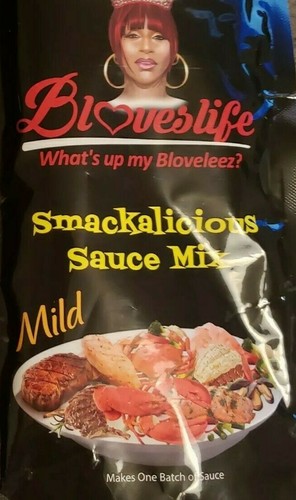 Bloveslife
What's up my Bloveleez?
Smackalicious
Sauce Mix
Mild
Makes One Batch of Sauce